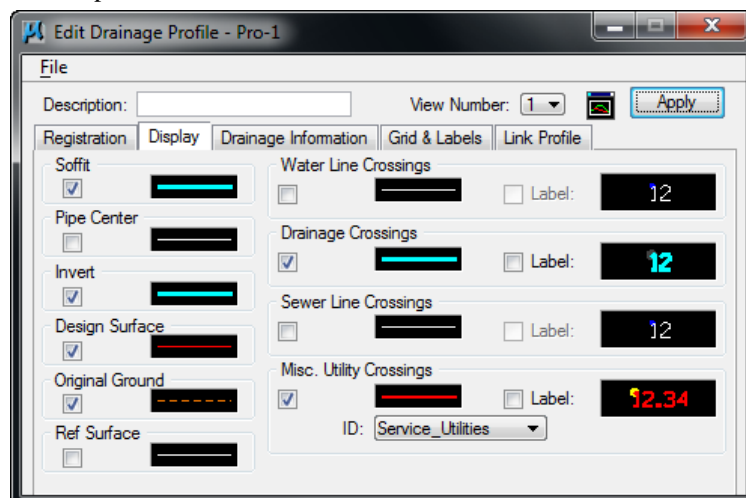 Edit Drainage Profile - Pro-1
File
Description: View Number: 1 Apply
Registration Display Drainage Information Grid & Labels Link Profile
Soffit
Pipe Center
Invert
Design Surface
Original Ground
Ref Surface
Water Line Crossings
Label: 12
Drainage Crossings
Label: 12
Sewer Line Crossings
Label: 12
Misc. Utility Crossings
Label: 12.34
ID: Service_Utilities